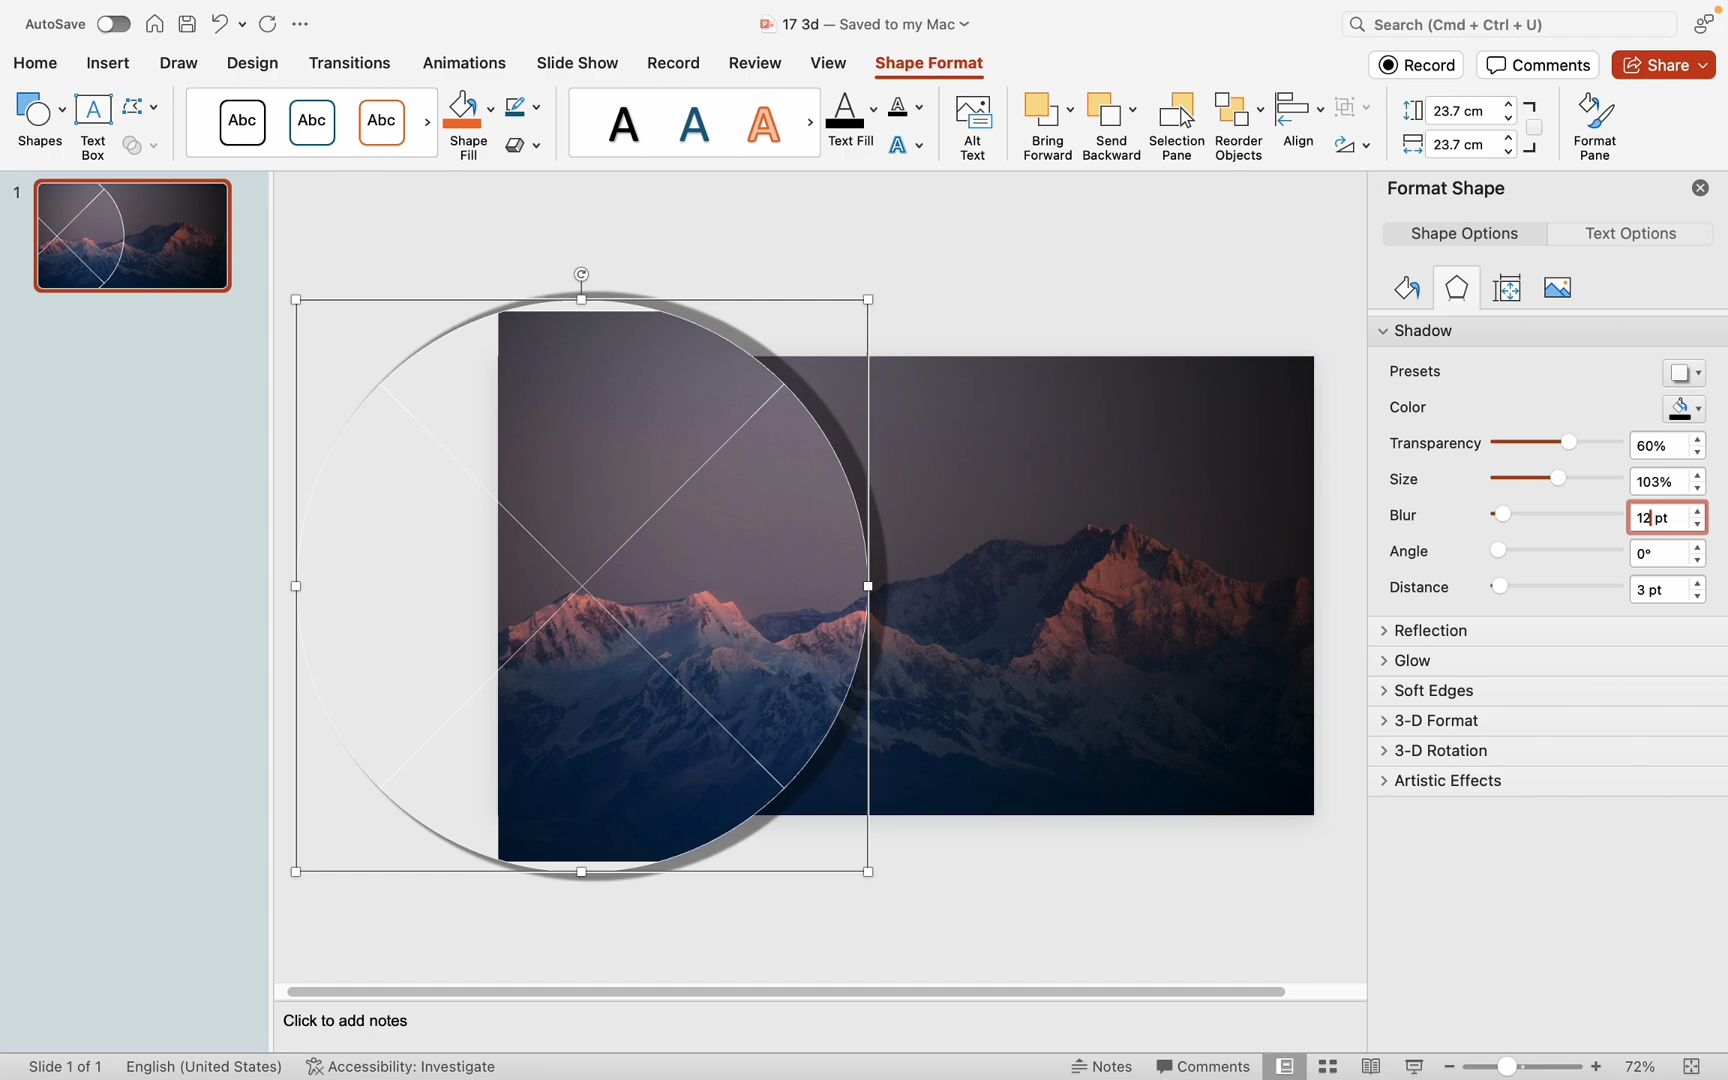 AutoSave
17 3d — Saved to my Mac
Search (Cmd + Ctrl + U)
Home Insert Draw Design Transitions Animations Slide Show Record Review View Shape Format
Record Comments Share
Shapes
Text Box
Abc Abc Abc
Shape Fill
A A A
Text Fill
Alt Text
Bring Forward
Send Backward
Selection Pane
Reorder Objects
Align
23.7 cm
23.7 cm
Format Pane
1
Format Shape
Shape Options Text Options
Shadow
Presets
Color
Transparency 60%
Size 103%
Blur 12 pt
Angle 0°
Distance 3 pt
Reflection
Glow
Soft Edges
3-D Format
3-D Rotation
Artistic Effects
Click to add notes
Slide 1 of 1 English (United States) Accessibility: Investigate Notes Comments 72%